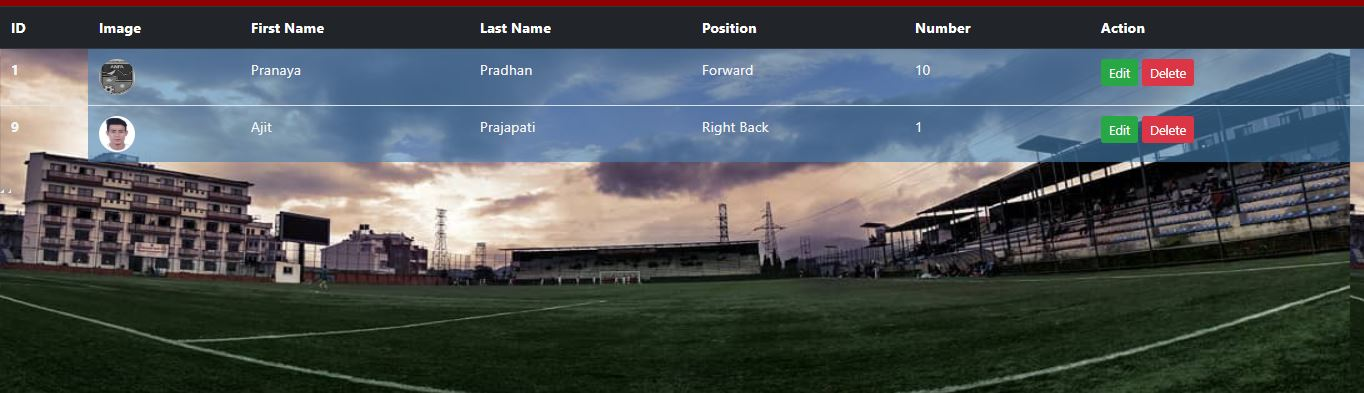 ID Image First Name Last Name Position Number Action
1 ANFA Pranaya Pradhan Forward 10 Edit Delete
9 Ajit Prajapati Right Back 1 Edit Delete